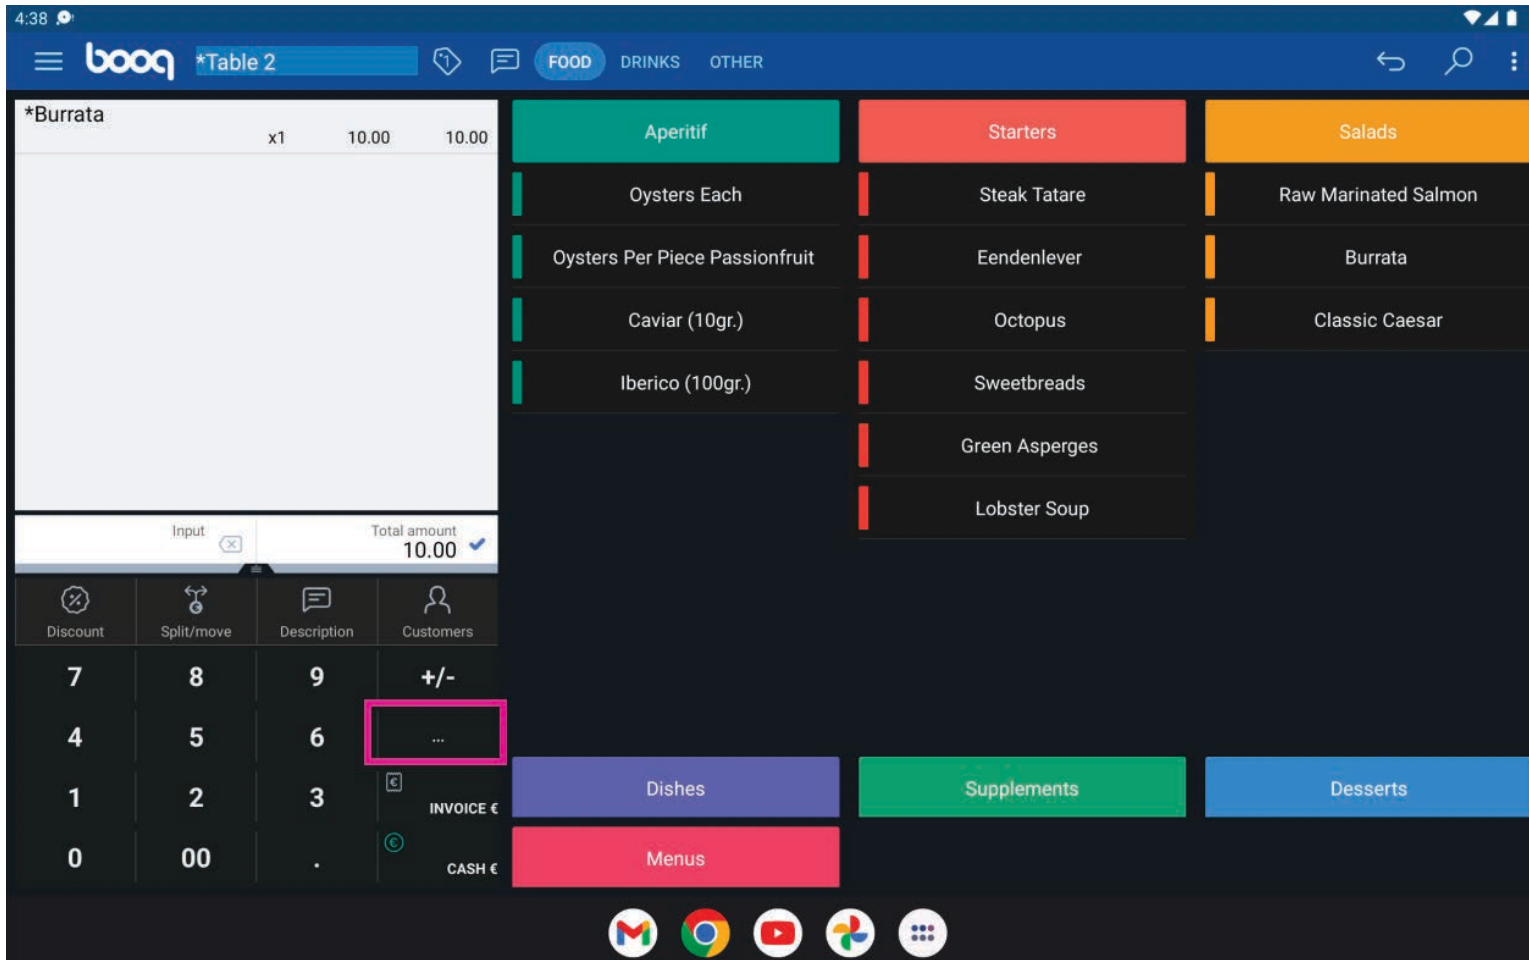 4:38
booq *Table 2 1 FOOD DRINKS OTHER
*Burrata
x1 10.00 10.00
Aperitif
Oysters Each
Oysters Per Piece Passionfruit
Caviar (10gr.)
Iberico (100gr.)
Starters
Steak Tatare
Eendenlever
Octopus
Sweetbreads
Green Asperges
Lobster Soup
Salads
Raw Marinated Salmon
Burrata
Classic Caesar
Input
Total amount
10.00
Discount Split/move Description Customers
7 8 9 +/-
4 5 6 ...
1 2 3 € INVOICE €
0 00 . € CASH €
Dishes Supplements Desserts
Menus